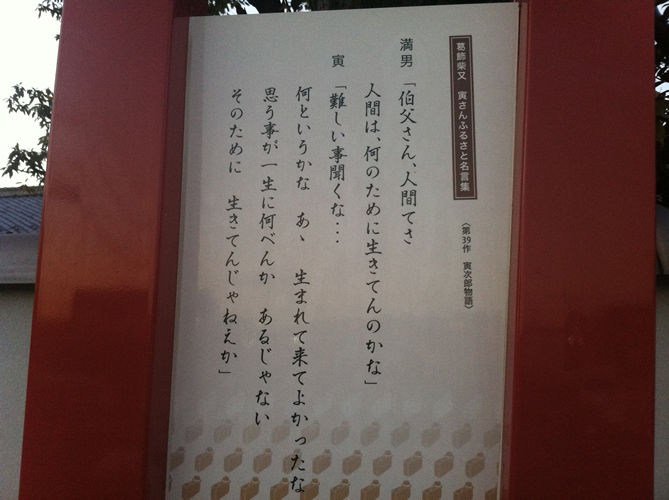 葛飾柴又 寅さんふるさと名言集
〈第39作 寅次郎物語〉
満男「伯父さん、人間てさ
人間は、何のために生きてんのかな」
寅「難しい事聞くな・・・
何というかな あゝ 生まれて来てよかったな
思う事が一生に何べんか あるじゃない
そのために 生きてんじゃねえか」